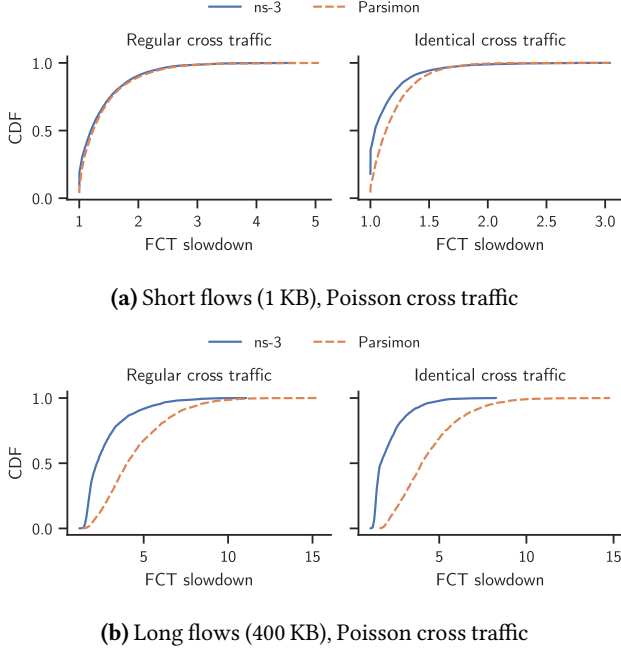 ns-3 Parsimon
Regular cross traffic Identical cross traffic
CDF
1.0
0.5
0.0
1 2 3 4 5 1.0 1.5 2.0 2.5 3.0
FCT slowdown FCT slowdown
(a) Short flows (1 KB), Poisson cross traffic
ns-3 Parsimon
Regular cross traffic Identical cross traffic
CDF
1.0
0.5
0.0
5 10 15 5 10 15
FCT slowdown FCT slowdown
(b) Long flows (400 KB), Poisson cross traffic